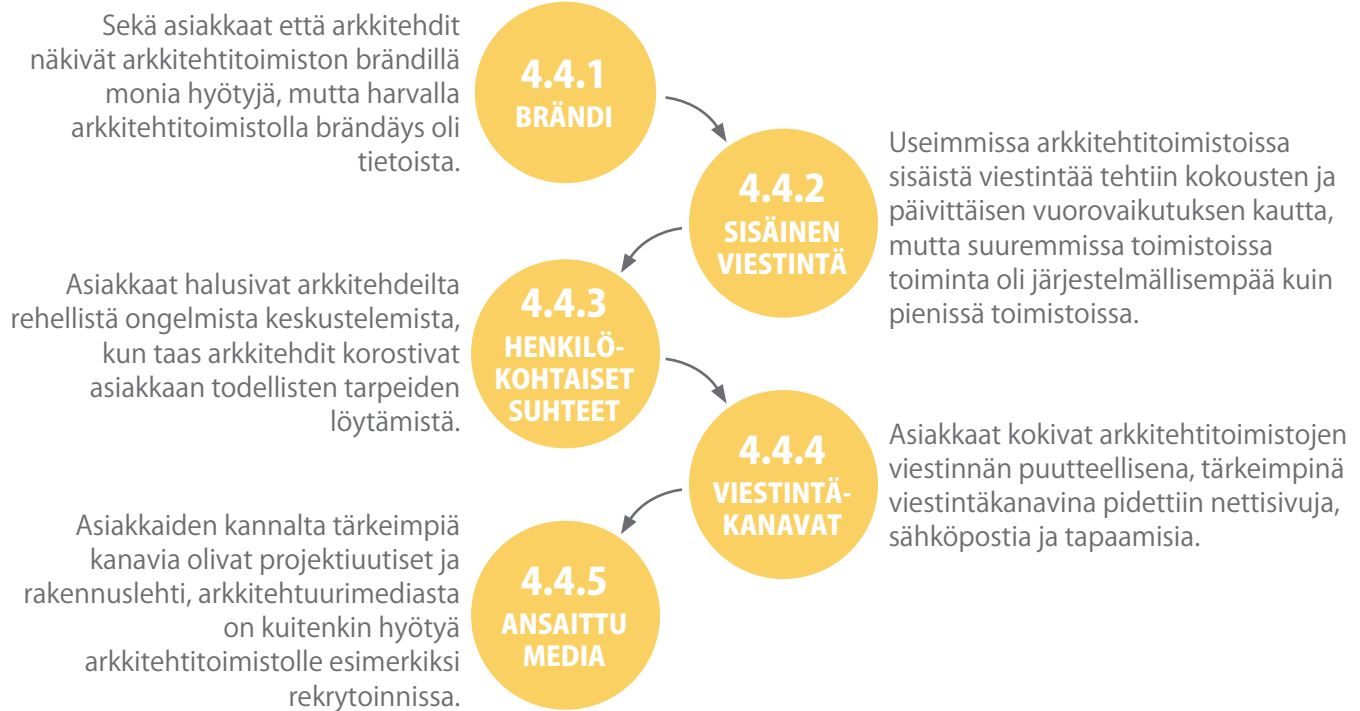 Sekä asiakkaat että arkkitehdit
näkivät arkkitehtitoimiston brändillä
monia hyötyjä, mutta harvalla
arkkitehtitoimistolla brändäys oli
tietoista.
4.4.1
BRÄNDI
4.4.2
SISÄINEN
VIESTINTÄ
Useimmissa arkkitehtitoimistoissa
sisäistä viestintää tehtiin kokousten ja
päivittäisen vuorovaikutuksen kautta,
mutta suuremmissa toimistoissa
toiminta oli järjestelmällisempää kuin
pienissä toimistoissa.
Asiakkaat halusivat arkkitehdeilta
rehellistä ongelmista keskustelemista,
kun taas arkkitehdit korostivat
asiakkaan todellisten tarpeiden
löytämistä.
4.4.3
HENKILÖ-
KOHTAISET
SUHTEET
4.4.4
VIESTINTÄ-
KANAVAT
Asiakkaat kokivat arkkitehtitoimistojen
viestinnän puutteellisena, tärkeimpinä
viestintäkanavina pidettiin nettisivuja,
sähköpostia ja tapaamisia.
Asiakkaiden kannalta tärkeimpiä
kanavia olivat projektiuutiset ja
rakennuslehti, arkkitehtuurimediasta
on kuitenkin hyötyä
arkkitehtitoimistolle esimerkiksi
rekrytoinnissa.
4.4.5
ANSAITTU
MEDIA